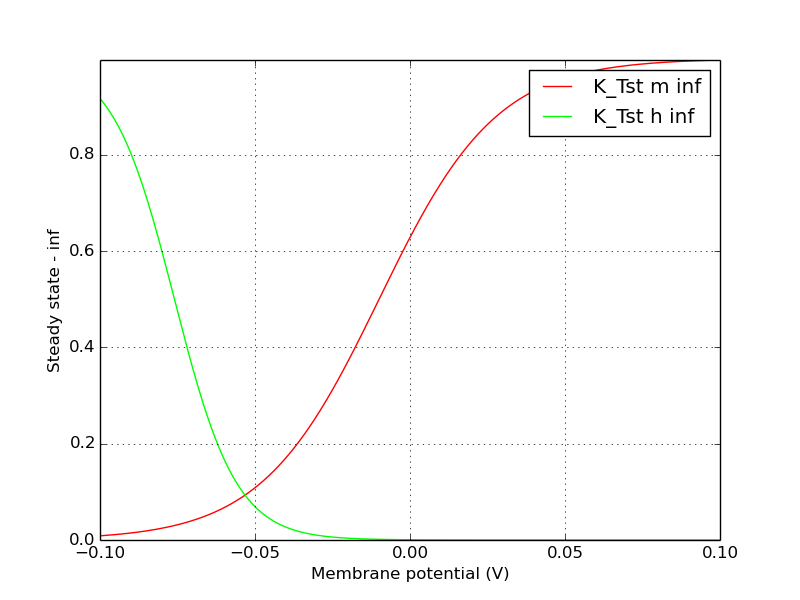 K_Tst m inf
K_Tst h inf
0.8
0.6
0.4
0.2
0.0
Steady state - inf
−0.10 −0.05 0.00 0.05 0.10
Membrane potential (V)